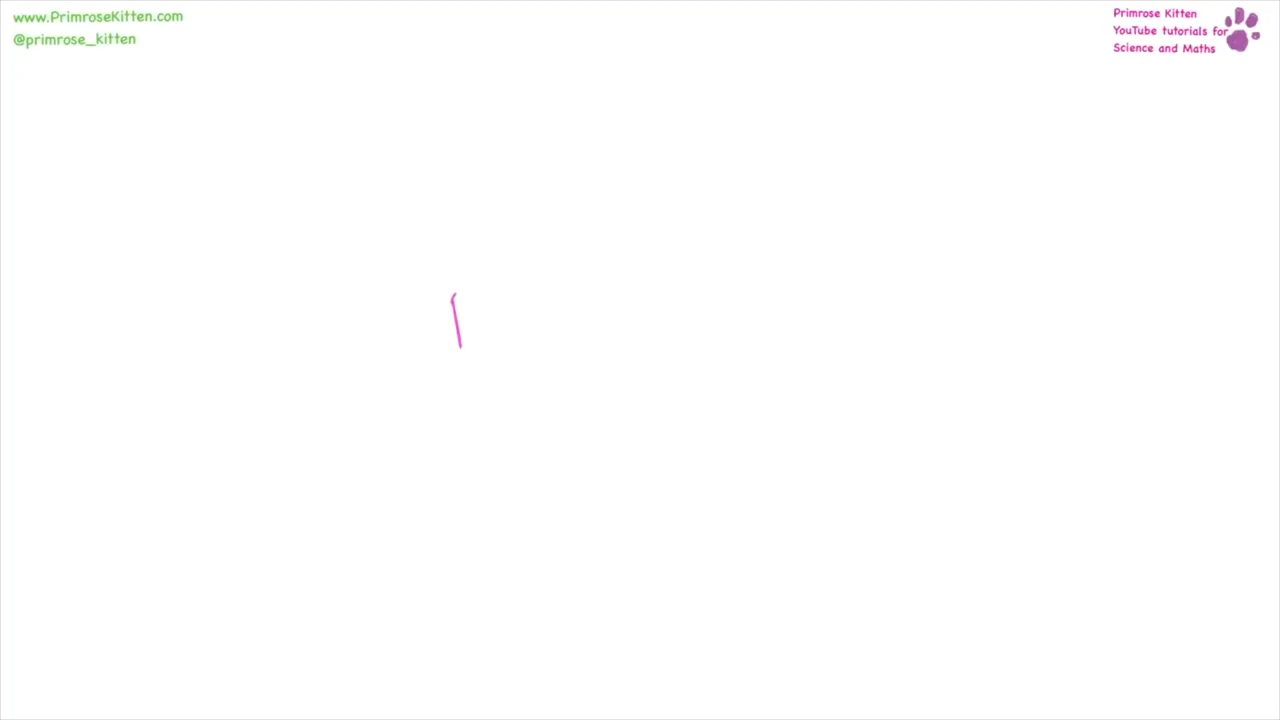 www.PrimroseKitten.com
@primrose_kitten
Primrose Kitten
YouTube tutorials for
Science and Maths